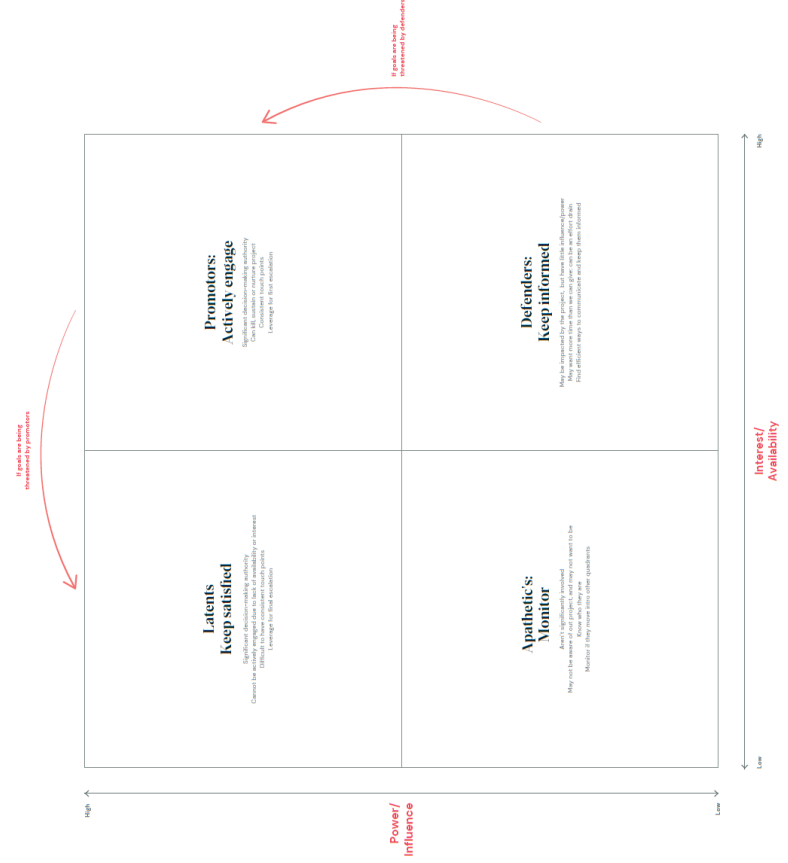 If goals are being
threatened by promotors
High
Latents
Keep satisfied
Significant decision-making authority
Cannot be actively engaged due to lack of availability or interest
Difficult to have consistent touch points
Leverage for final escalation
Promotors:
Actively engage
Significant decision-making authority
Can kill, sustain or nurture project
Consistent touch points
Leverage for first escalation
Power/
Influence
If goals are being
threatened by defenders
Apathetic's:
Monitor
Aren't significantly involved
May not be aware of our project, and may not want to be
Know who they are
Monitor if they move into other quadrants
Defenders:
Keep informed
May be impacted by the project, but have little influence/power
May want more time than we can give: can be an effort drain
Find efficient ways to communicate and keep them informed
Low
Low
High
Interest/
Availability